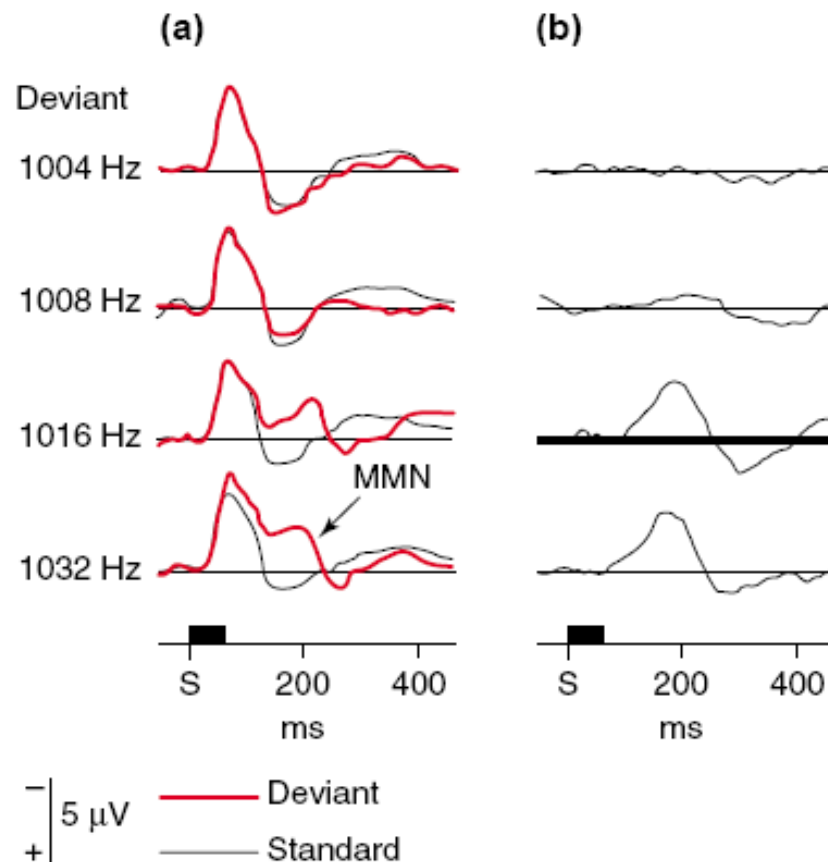 (a) (b)
Deviant
1004 Hz
1008 Hz
1016 Hz
MMN
1032 Hz
S 200 400 S 200 400
ms ms
− Deviant
5 μV
+ Standard